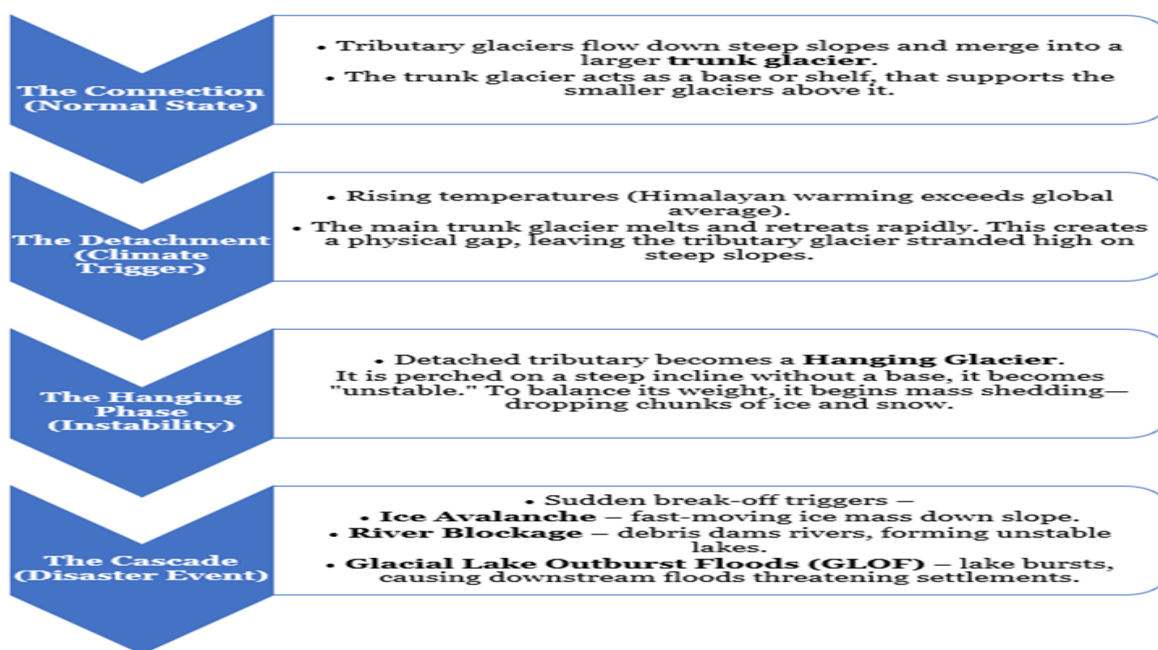 The Connection
(Normal State)
• Tributary glaciers flow down steep slopes and merge into a
larger trunk glacier.
• The trunk glacier acts as a base or shelf, that supports the
smaller glaciers above it.
The Detachment
(Climate
Trigger)
• Rising temperatures (Himalayan warming exceeds global
average).
• The main trunk glacier melts and retreats rapidly. This creates
a physical gap, leaving the tributary glacier stranded high on
steep slopes.
The Hanging
Phase
(Instability)
• Detached tributary becomes a Hanging Glacier.
It is perched on a steep incline without a base, it becomes
"unstable." To balance its weight, it begins mass shedding—
dropping chunks of ice and snow.
The Cascade
(Disaster Event)
• Sudden break-off triggers –
• Ice Avalanche – fast-moving ice mass down slope.
• River Blockage – debris dams rivers, forming unstable
lakes.
• Glacial Lake Outburst Floods (GLOF) – lake bursts,
causing downstream floods threatening settlements.